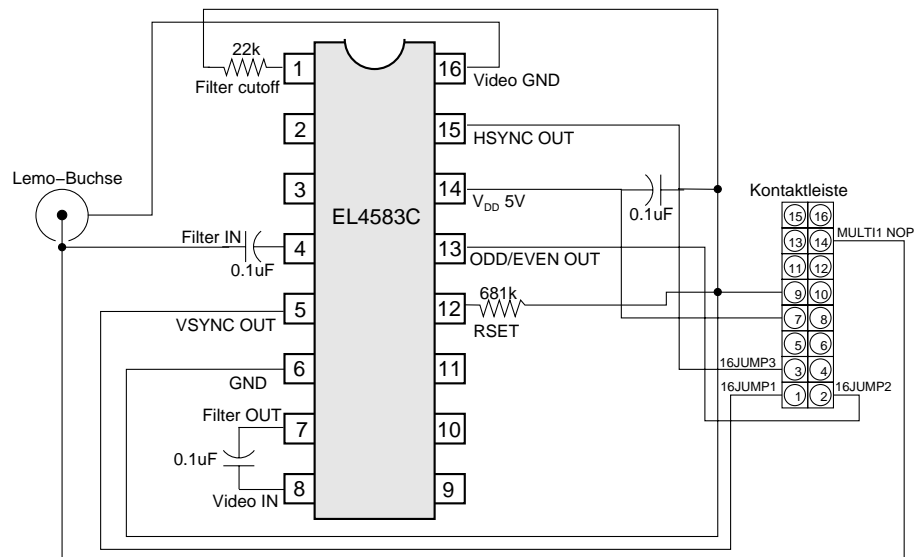 22k
Filter cutoff
1
16
Video GND
2
15
HSYNC OUT
Lemo−Buchse
3
14
VDD 5V
0.1uF
Kontaktleiste
EL4583C
15 16
13 14
MULTI1 NOP
Filter IN
0.1uF
4
13
ODD/EVEN OUT
11 12
9 10
5
VSYNC OUT
12
681k
RSET
7 8
5 6
6
GND
11
16JUMP3
3 4
16JUMP1
1 2
16JUMP2
Filter OUT
7
10
0.1uF
8
Video IN
9